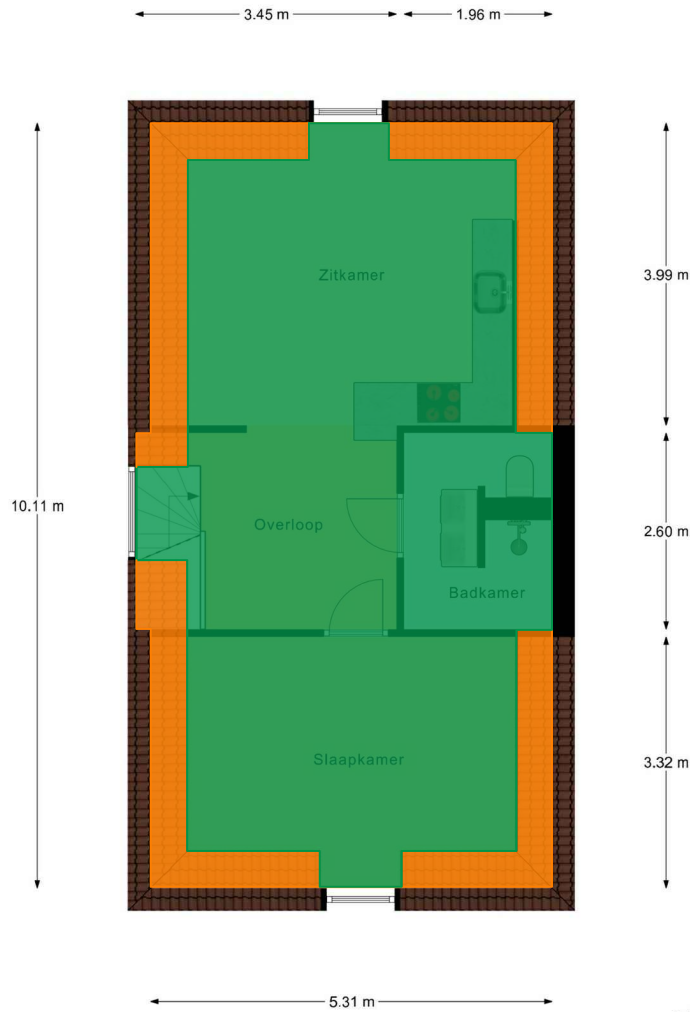 3.45 m
1.96 m
Zitkamer
3.99 m
10.11 m
Overloop
2.60 m
Badkamer
Slaapkamer
3.32 m
5.31 m